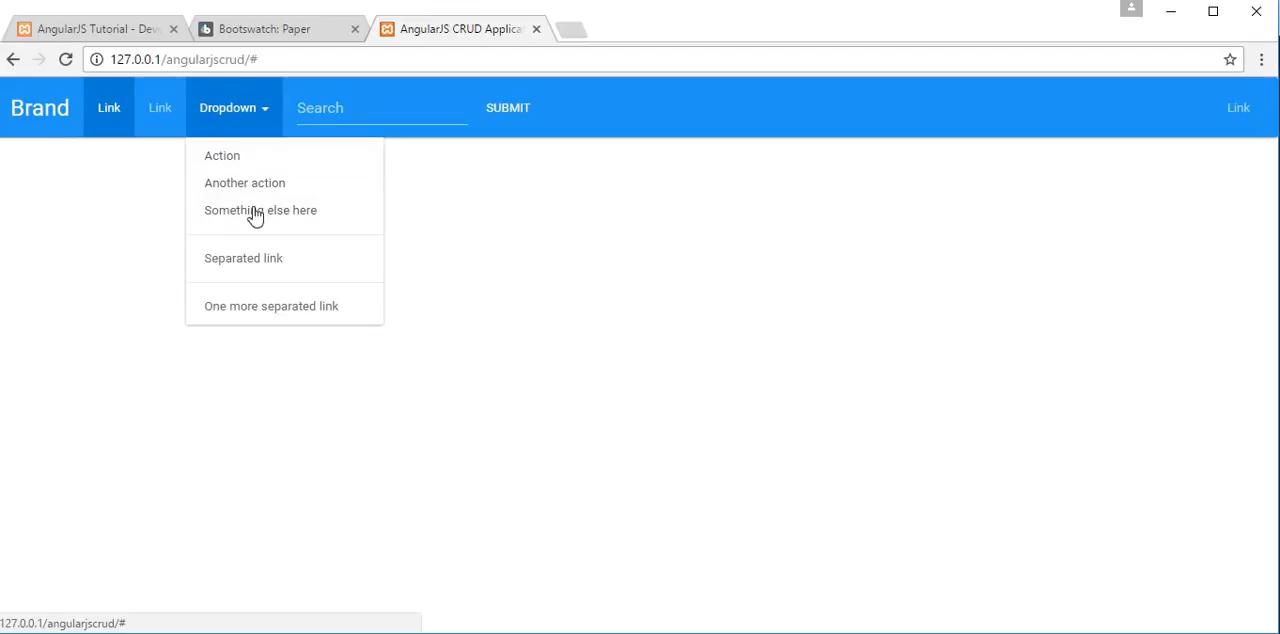 AngularJS Tutorial - Dev
Bootswatch: Paper
AngularJS CRUD Applica
127.0.0.1/angularjscrud/#
Brand Link Link Dropdown Search SUBMIT Link
Action
Another action
Something else here
Separated link
One more separated link
127.0.0.1/angularjscrud/#